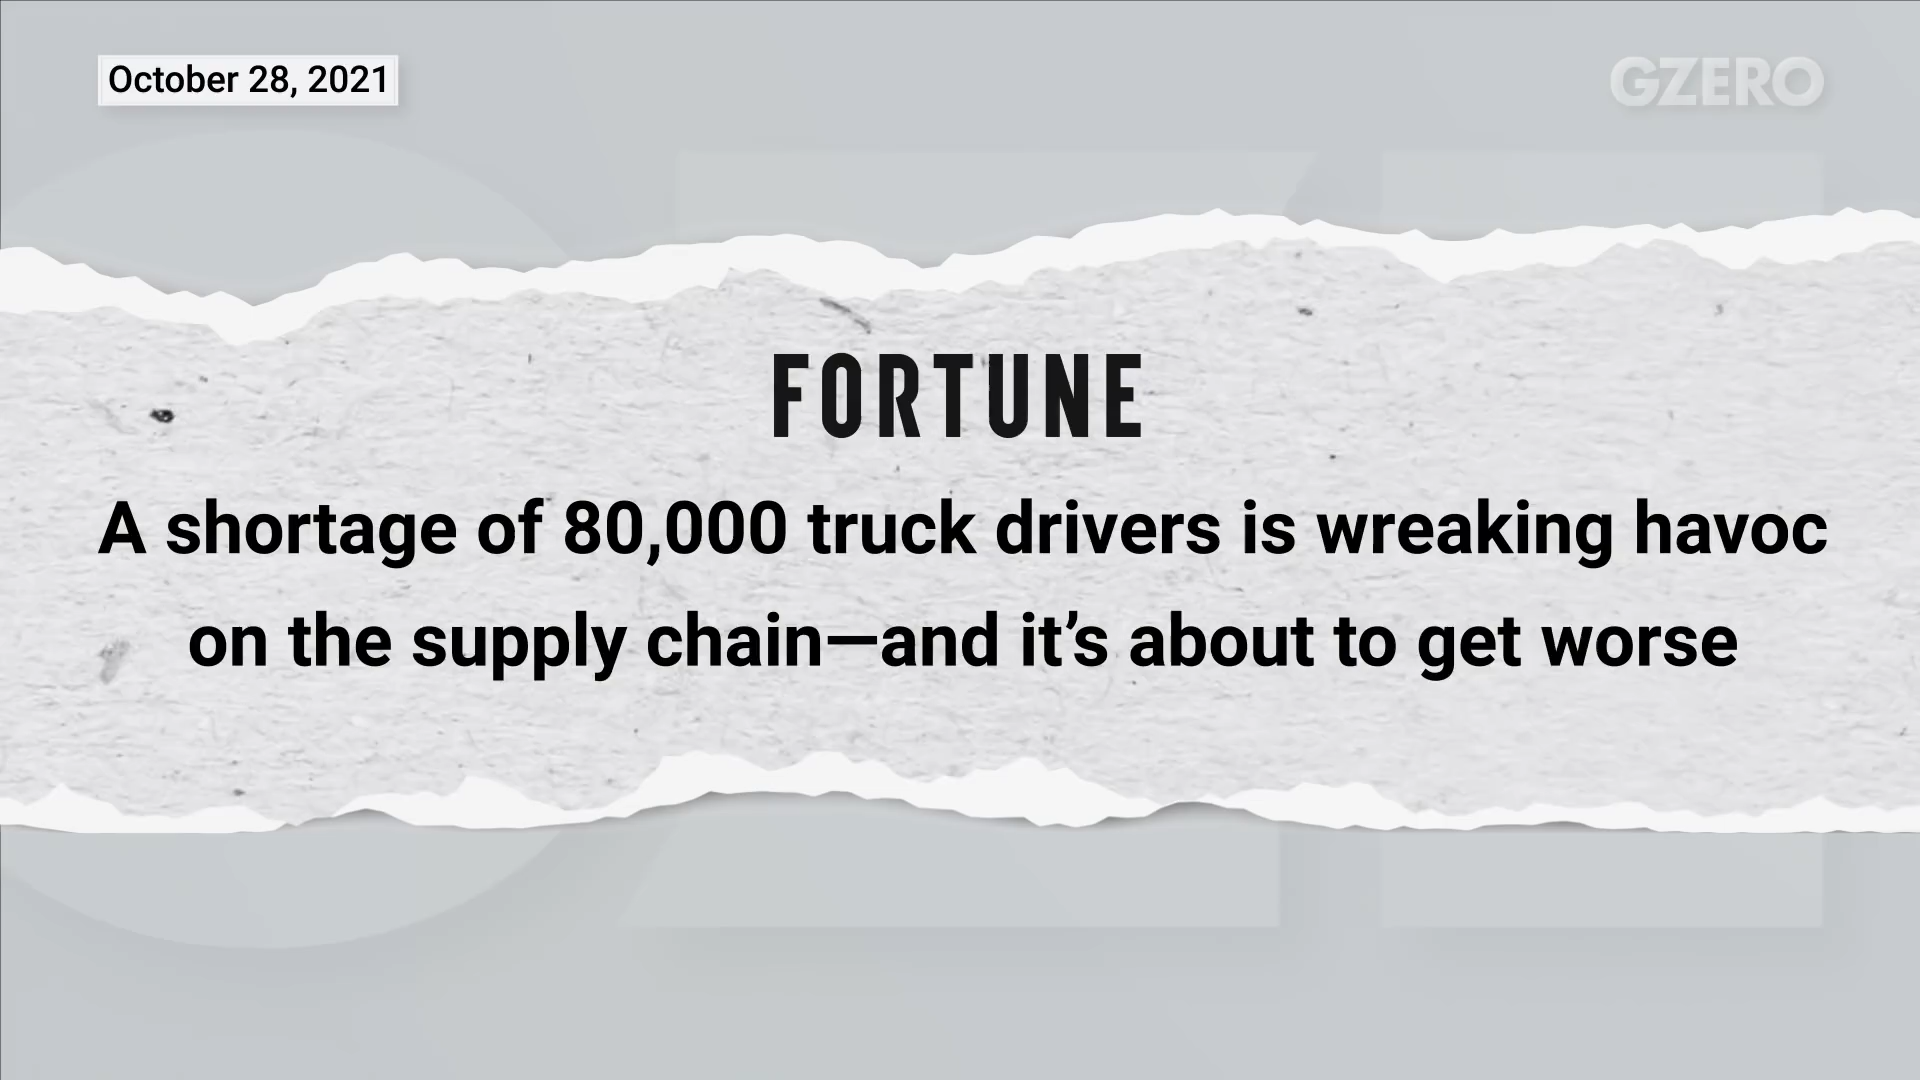 October 28, 2021
GZERO
FORTUNE
A shortage of 80,000 truck drivers is wreaking havoc
on the supply chain—and it’s about to get worse